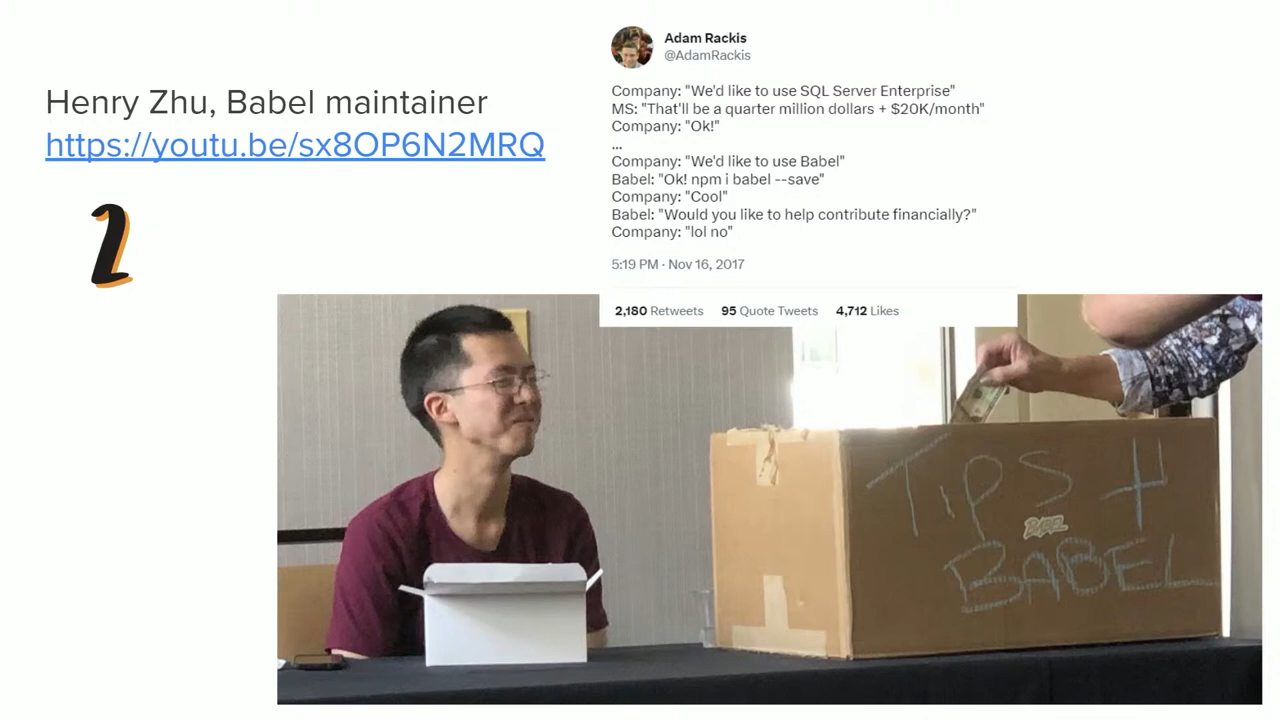 Henry Zhu, Babel maintainer
https://youtu.be/sx8OP6N2MRQ
2
Adam Rackis
@AdamRackis
Company: "We'd like to use SQL Server Enterprise"
MS: "That'll be a quarter million dollars + $20K/month"
Company: "Ok!"
...
Company: "We'd like to use Babel"
Babel: "Ok! npm i babel --save"
Company: "Cool"
Babel: "Would you like to help contribute financially?"
Company: "lol no"
5:19 PM · Nov 16, 2017
2,180 Retweets 95 Quote Tweets 4,712 Likes
TIPS 4
BABEL
BABEL